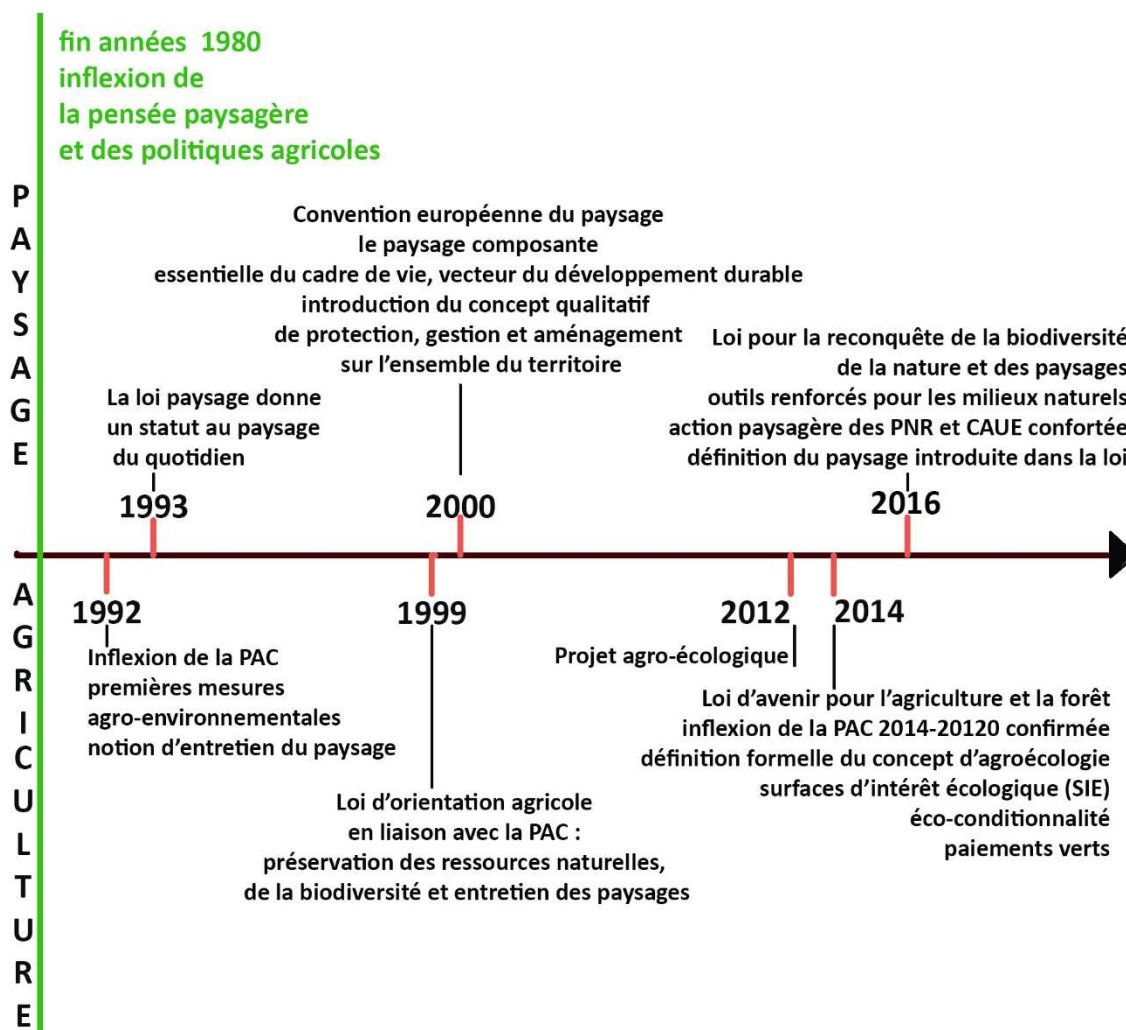 fin années 1980
inflexion de
la pensée paysagère
et des politiques agricoles
PAYSAGE
Convention européenne du paysage
le paysage composante
essentielle du cadre de vie, vecteur du développement durable
introduction du concept qualitatif
de protection, gestion et aménagement
sur l'ensemble du territoire
Loi pour la reconquête de la biodiversité
de la nature et des paysages
outils renforcés pour les milieux naturels
action paysagère des PNR et CAUE confortée
définition du paysage introduite dans la loi
La loi paysage donne
un statut au paysage
du quotidien
1993
2000
2016
AGRICULTURE
1992
1999
2012
2014
Inflexion de la PAC
premières mesures
agro-environnementales
notion d'entretien du paysage
Loi d'orientation agricole
en liaison avec la PAC :
préservation des ressources naturelles,
de la biodiversité et entretien des paysages
Projet agro-écologique
Loi d'avenir pour l'agriculture et la forêt
inflexion de la PAC 2014-20120 confirmée
définition formelle du concept d'agroécologie
surfaces d'intérêt écologique (SIE)
éco-conditionnalité
paiements verts